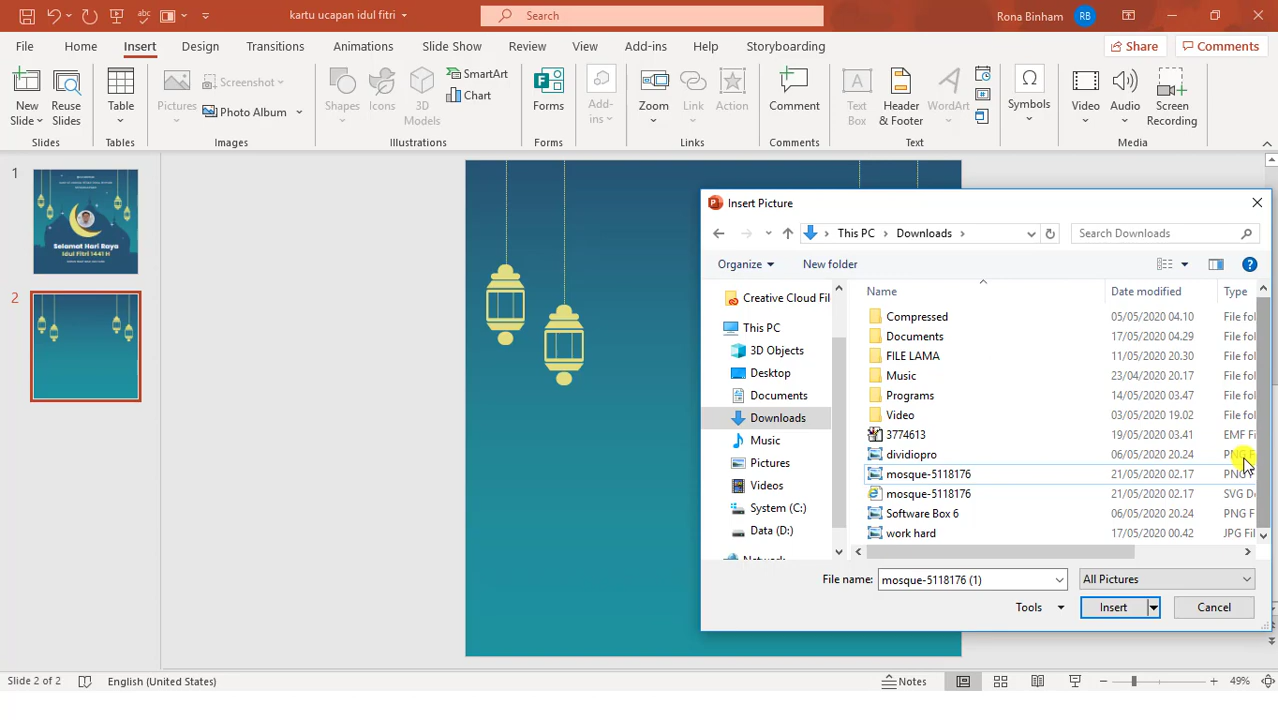 kartu ucapan idul fitri
Search
Rona Binham
RB
File
Home
Insert
Design
Transitions
Animations
Slide Show
Review
View
Add-ins
Help
Storyboarding
Share
Comments
New
Slide
Reuse
Slides
Table
Pictures
Screenshot
Photo Album
Shapes
Icons
3D
Models
SmartArt
Chart
Forms
Add-
ins
Zoom
Link
Action
Comment
Text
Box
Header
& Footer
WordArt
Symbols
Video
Audio
Screen
Recording
Slides
Tables
Images
Illustrations
Forms
Links
Comments
Text
Media
1
Selamat Hari Raya
Idul Fitri 1441 H
2
Insert Picture
This PC
Downloads
Search Downloads
Organize
New folder
Creative Cloud Fil
This PC
3D Objects
Desktop
Documents
Downloads
Music
Pictures
Videos
System (C:)
Data (D:)
Name
Date modified
Type
Compressed 05/05/2020 04.10 File fol
Documents 17/05/2020 04.29 File fol
FILE LAMA 11/05/2020 20.30 File fol
Music 23/04/2020 20.17 File fol
Programs 14/05/2020 03.47 File fol
Video 03/05/2020 19.02 File fol
3774613 19/05/2020 03.41 EMF Fi
dividiopro 06/05/2020 20.24 PNG F
mosque-5118176 21/05/2020 02.17 PNG
mosque-5118176 21/05/2020 02.17 SVG D
Software Box 6 06/05/2020 20.24 PNG F
work hard 17/05/2020 00.42 JPG Fil
File name:
mosque-5118176 (1)
All Pictures
Tools
Insert
Cancel
Slide 2 of 2
English (United States)
Notes
49%